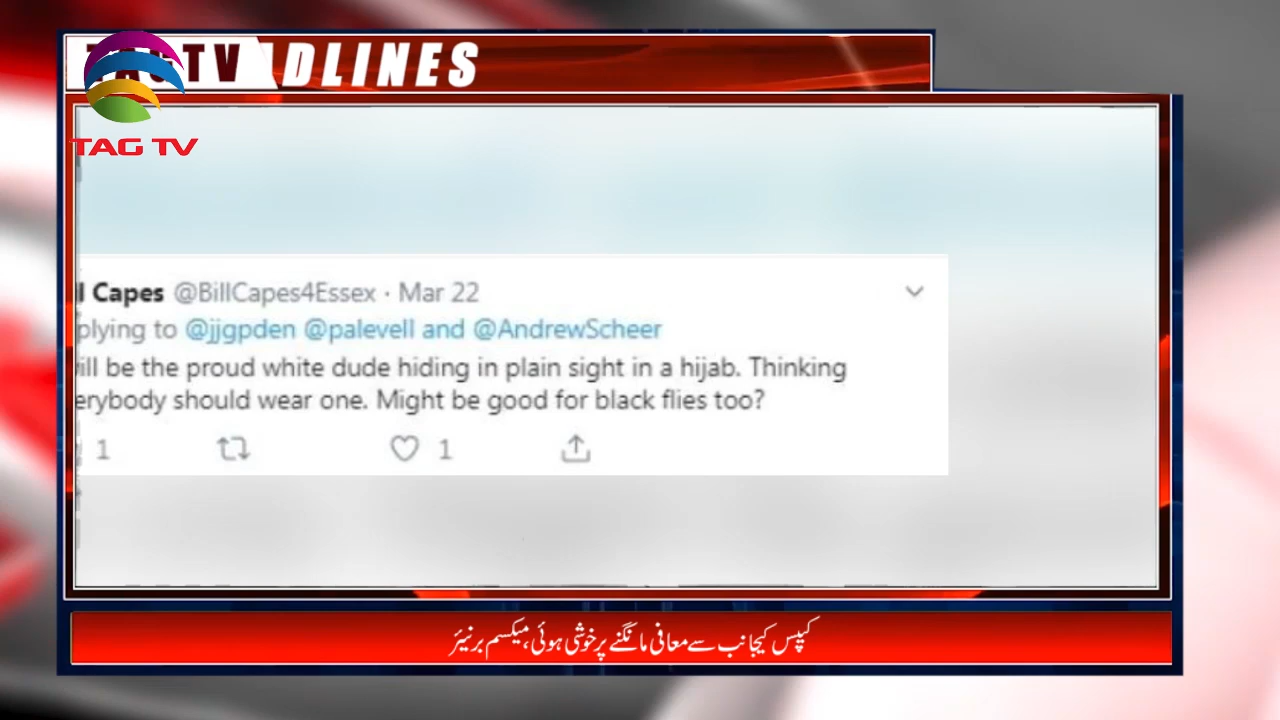 TAG TV
ADLINES
TAG TV
l Capes @BillCapes4Essex · Mar 22
plying to @jjgpden @palevell and @AndrewScheer
ill be the proud white dude hiding in plain sight in a hijab. Thinking
erybody should wear one. Might be good for black flies too?
1 1
کیپس کیجانب سے معافی مانگنے پر خوشی ہوئی، میکسم برنیئر